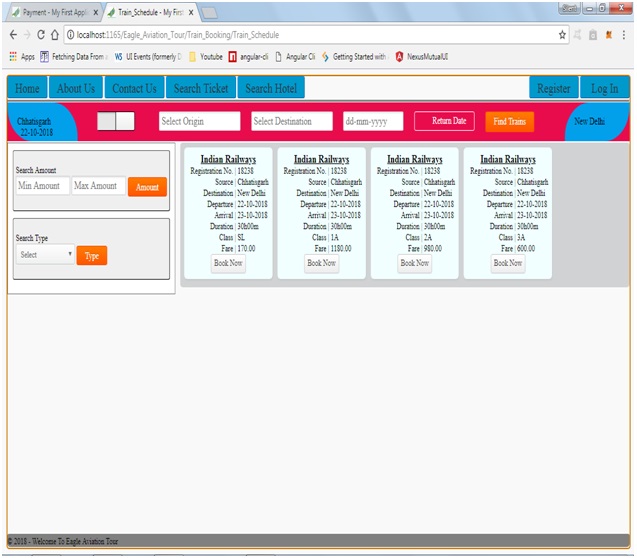 Payment - My First Appl
Train_Schedule - My First
localhost:1165/Eagle_Aviation_Tour/Train_Booking/Train_Schedule
Apps Fetching Data From UI Events (formerly D Youtube angular-cli Angular Cli Getting Started with NexusMutualUI
Home About Us Contact Us Search Ticket Search Hotel Register Log In
Chhatisgarh
22-10-2018
Select Origin Select Destination dd-mm-yyyy Return Date Find Trains New Delhi
Search Amount
Min Amount Max Amount Amount
Search Type
Select Type
Indian Railways
Registration No. 18238
Source Chhatisgarh
Destination New Delhi
Departure 22-10-2018
Arrival 23-10-2018
Duration 30h00m
Class SL
Fare 170.00
Book Now
Indian Railways
Registration No. 18238
Source Chhatisgarh
Destination New Delhi
Departure 22-10-2018
Arrival 23-10-2018
Duration 30h00m
Class 1A
Fare 1180.00
Book Now
Indian Railways
Registration No. 18238
Source Chhatisgarh
Destination New Delhi
Departure 22-10-2018
Arrival 23-10-2018
Duration 30h00m
Class 2A
Fare 980.00
Book Now
Indian Railways
Registration No. 18238
Source Chhatisgarh
Destination New Delhi
Departure 22-10-2018
Arrival 23-10-2018
Duration 30h00m
Class 3A
Fare 600.00
Book Now
© 2018 - Welcome To Eagle Aviation Tour